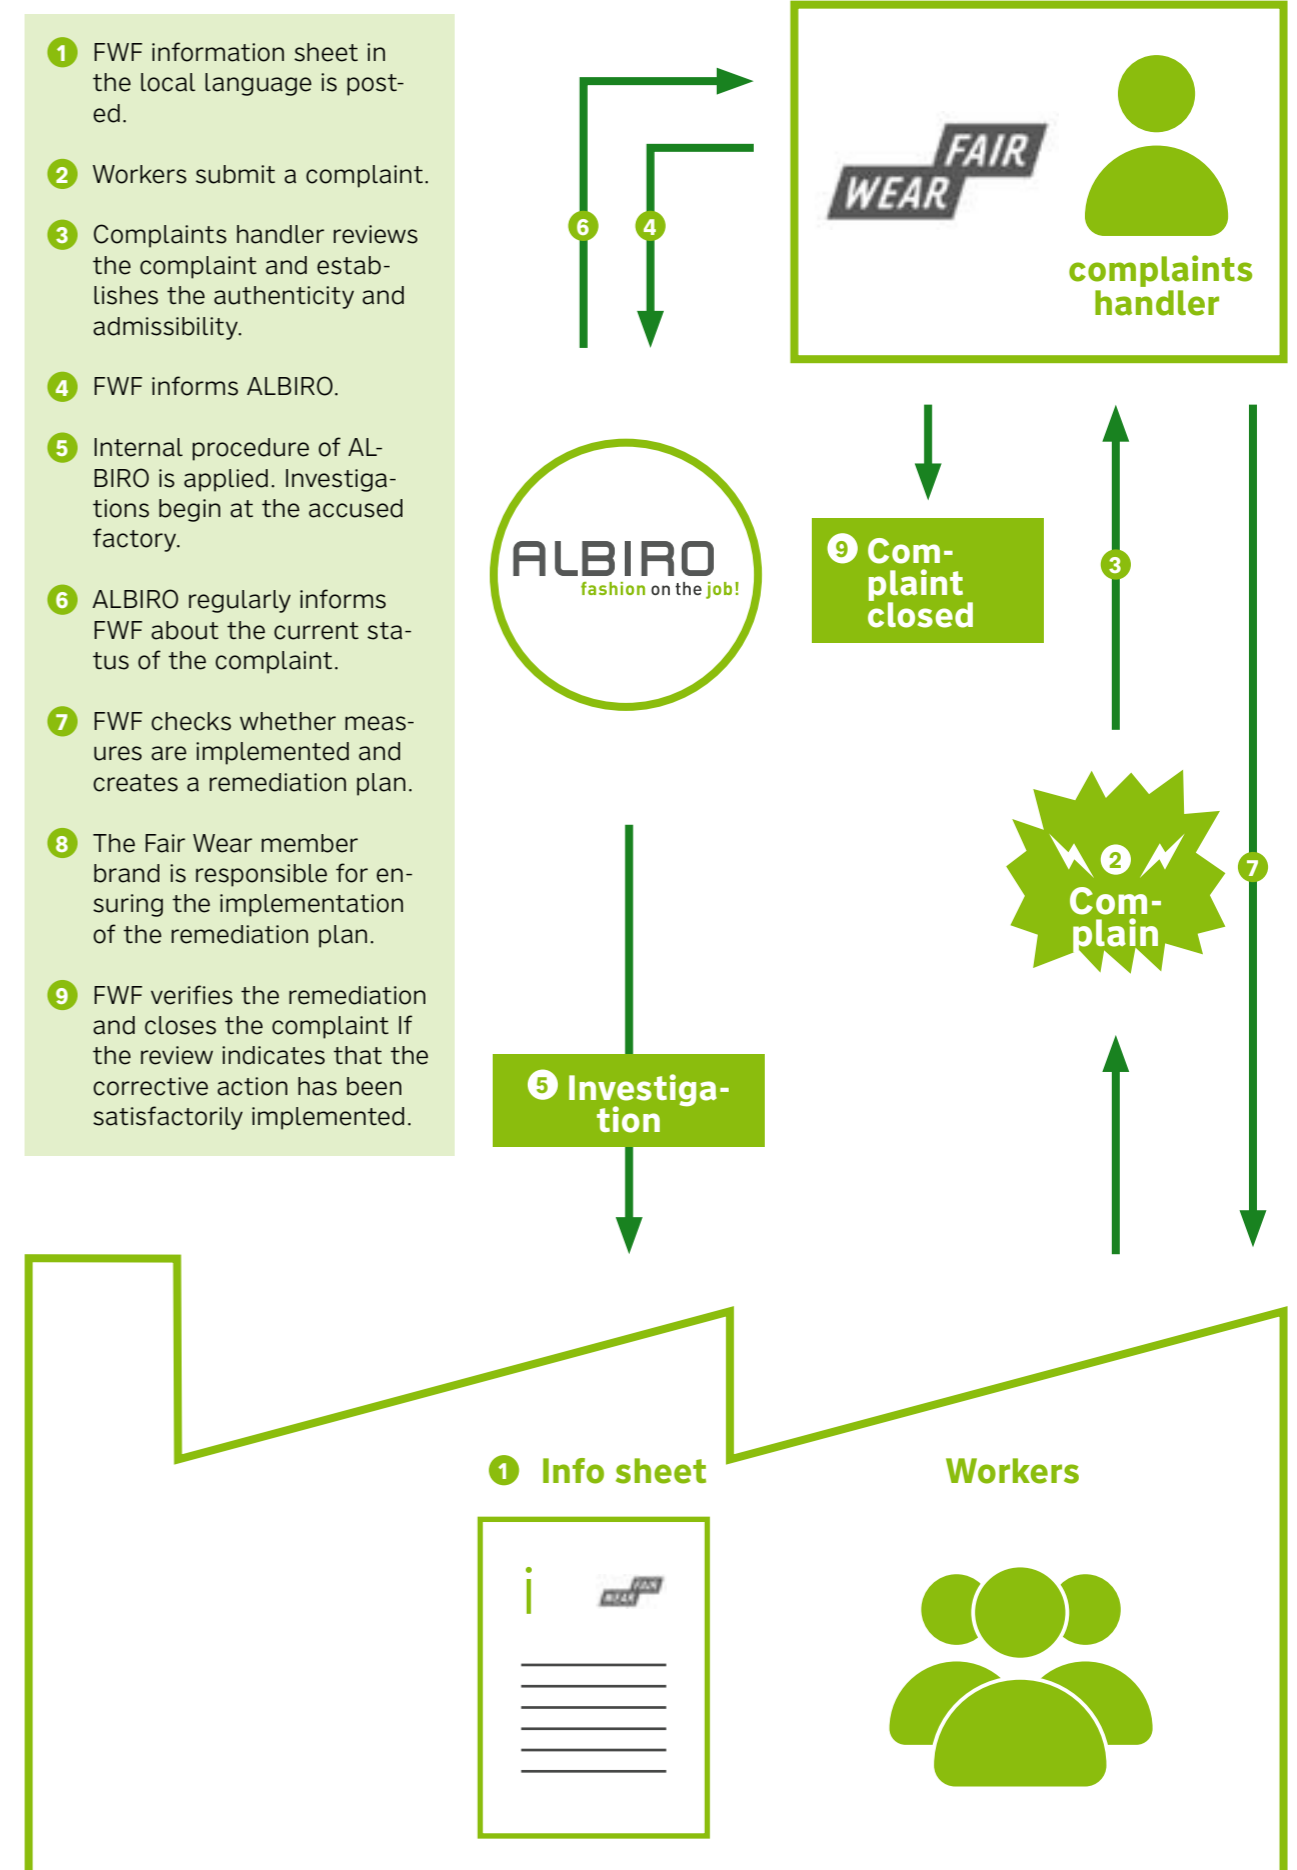 1 FWF information sheet in
the local language is post-
ed.
2 Workers submit a complaint.
3 Complaints handler reviews
the complaint and estab-
lishes the authenticity and
admissibility.
4 FWF informs ALBIRO.
5 Internal procedure of AL-
BIRO is applied. Investiga-
tions begin at the accused
factory.
6 ALBIRO regularly informs
FWF about the current sta-
tus of the complaint.
7 FWF checks whether meas-
ures are implemented and
creates a remediation plan.
8 The Fair Wear member
brand is responsible for en-
suring the implementation
of the remediation plan.
9 FWF verifies the remediation
and closes the complaint If
the review indicates that the
corrective action has been
satisfactorily implemented.
FAIR
WEAR
complaints
handler
6
4
ALBIRO
fashion on the job!
9 Com-
plaint
closed
3
2
Com-
plain
7
5 Investiga-
tion
1 Info sheet
Workers
i
FAIR
WEAR